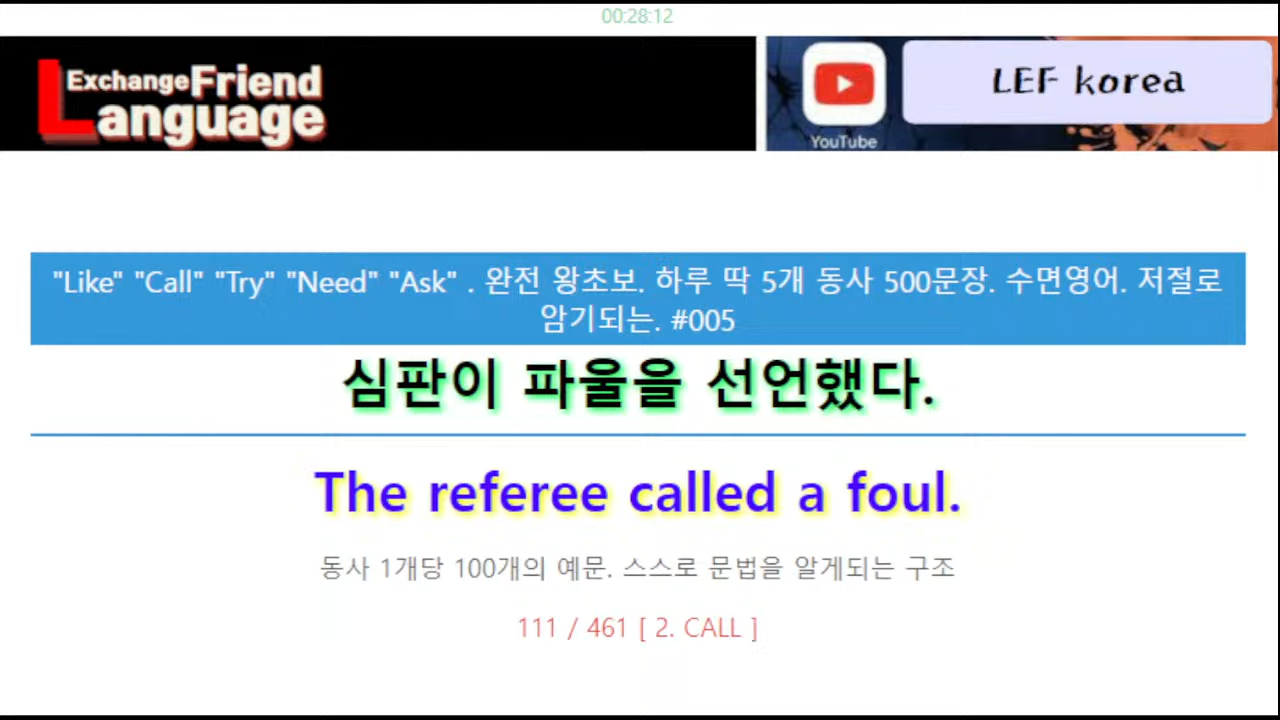 00:28:12
Exchange Friend
Language
LEF korea
YouTube
"Like" "Call" "Try" "Need" "Ask" . 완전 왕초보. 하루 딱 5개 동사 500문장. 수면영어. 저절로
암기되는. #005
심판이 파울을 선언했다.
The referee called a foul.
동사 1개당 100개의 예문. 스스로 문법을 알게되는 구조
111 / 461 [ 2. CALL ]